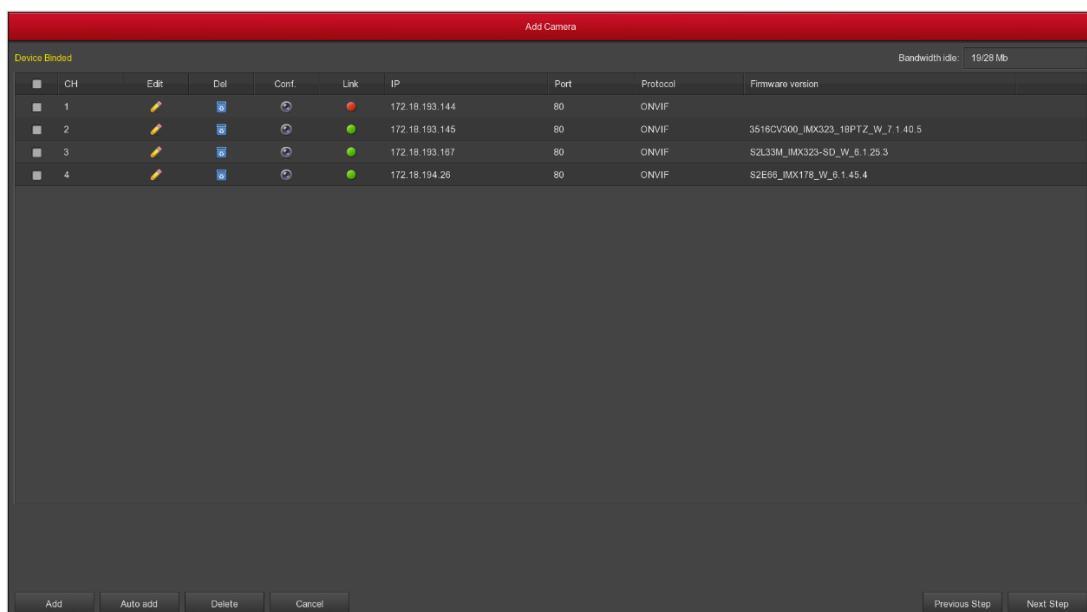 Add Camera
Device Binded Bandwidth idle: 19/28 Mb
CH Edit Del Conf. Link IP Port Protocol Firmware version
1 172.18.193.144 80 ONVIF
2 172.18.193.145 80 ONVIF 3516CV300_IMX323_18PTZ_W_7.1.40.5
3 172.18.193.167 80 ONVIF S2L33M_IMX323-SD_W_6.1.25.3
4 172.18.194.26 80 ONVIF S2E66_IMX178_W_6.1.45.4
Add Auto add Delete Cancel Previous Step Next Step